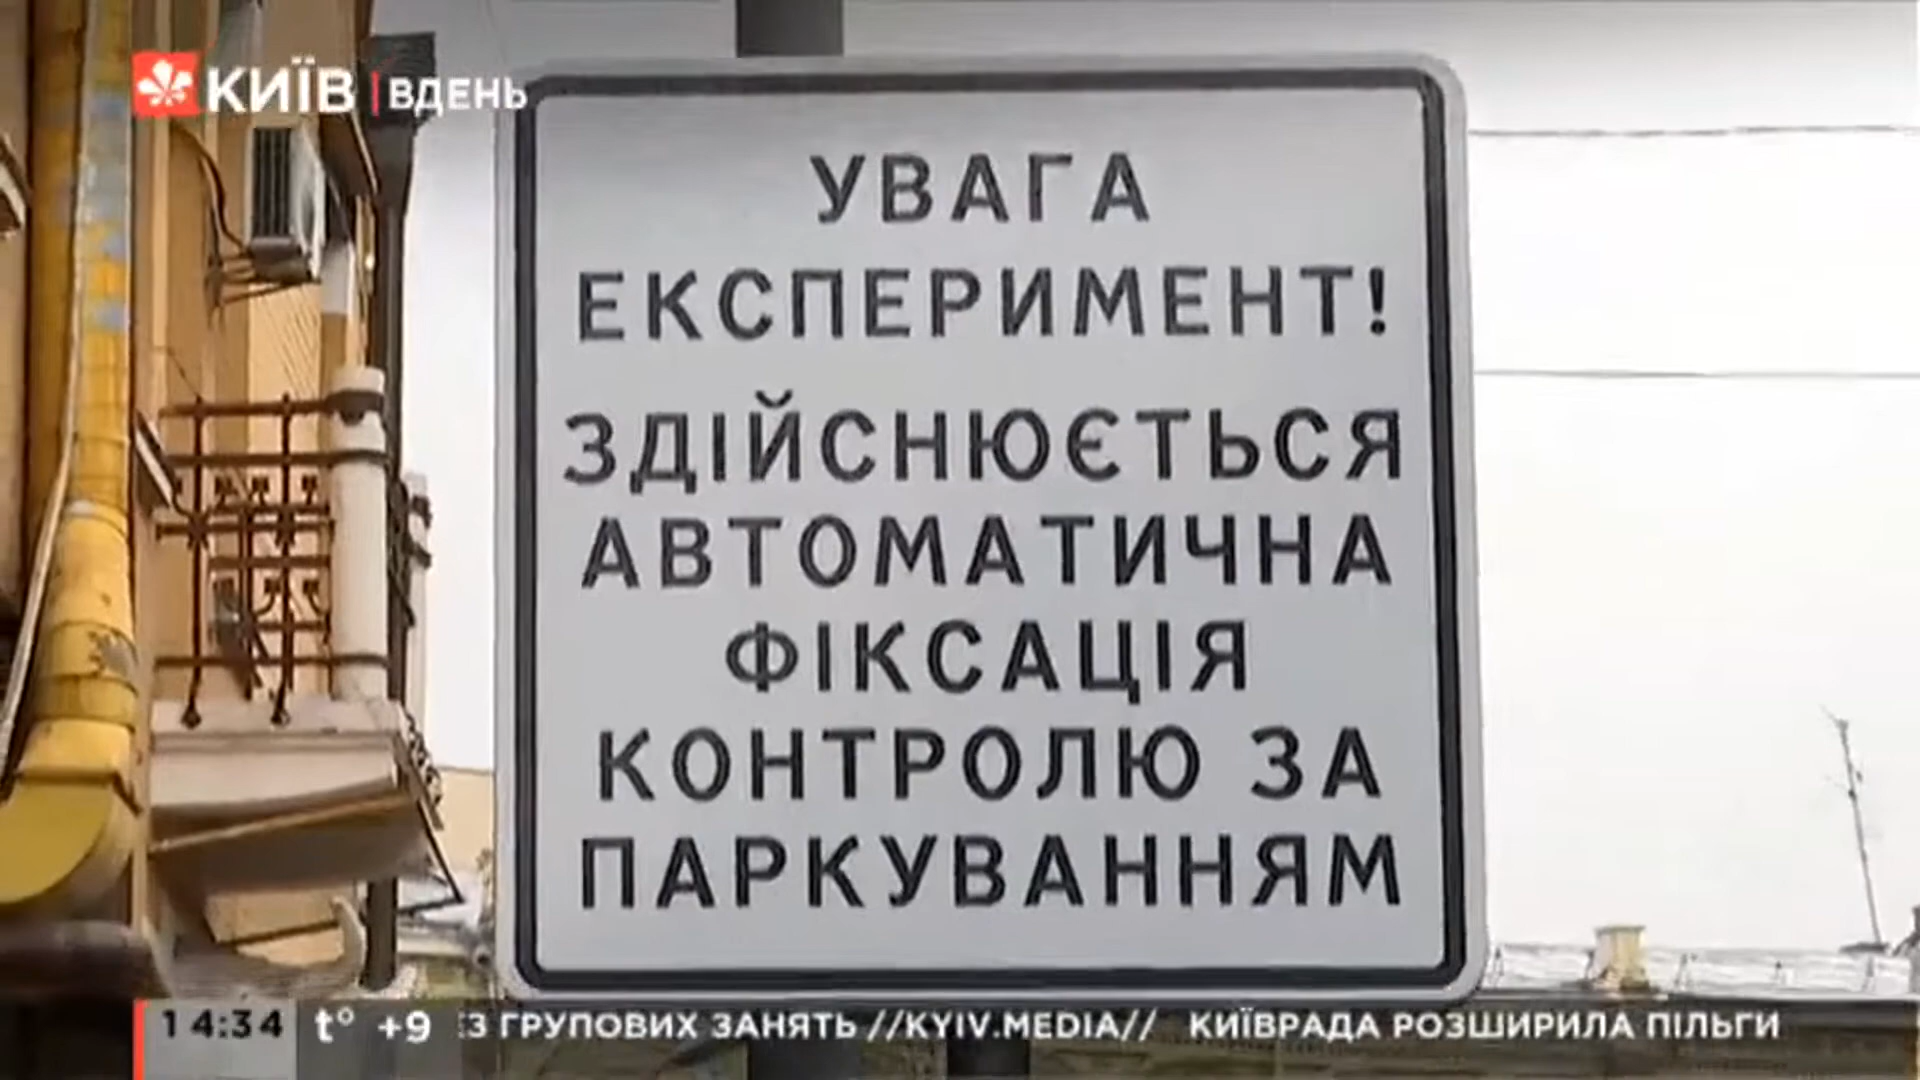 КИЇВ | ВДЕНЬ
УВАГА
ЕКСПЕРИМЕНТ!
ЗДІЙСНЮЄТЬСЯ
АВТОМАТИЧНА
ФІКСАЦІЯ
КОНТРОЛЮ ЗА
ПАРКУВАННЯМ
14:34 t° +9 З ГРУПОВИХ ЗАНЯТЬ //KYIV.MEDIA// КИЇВРАДА РОЗШИРИЛА ПІЛЬГИ